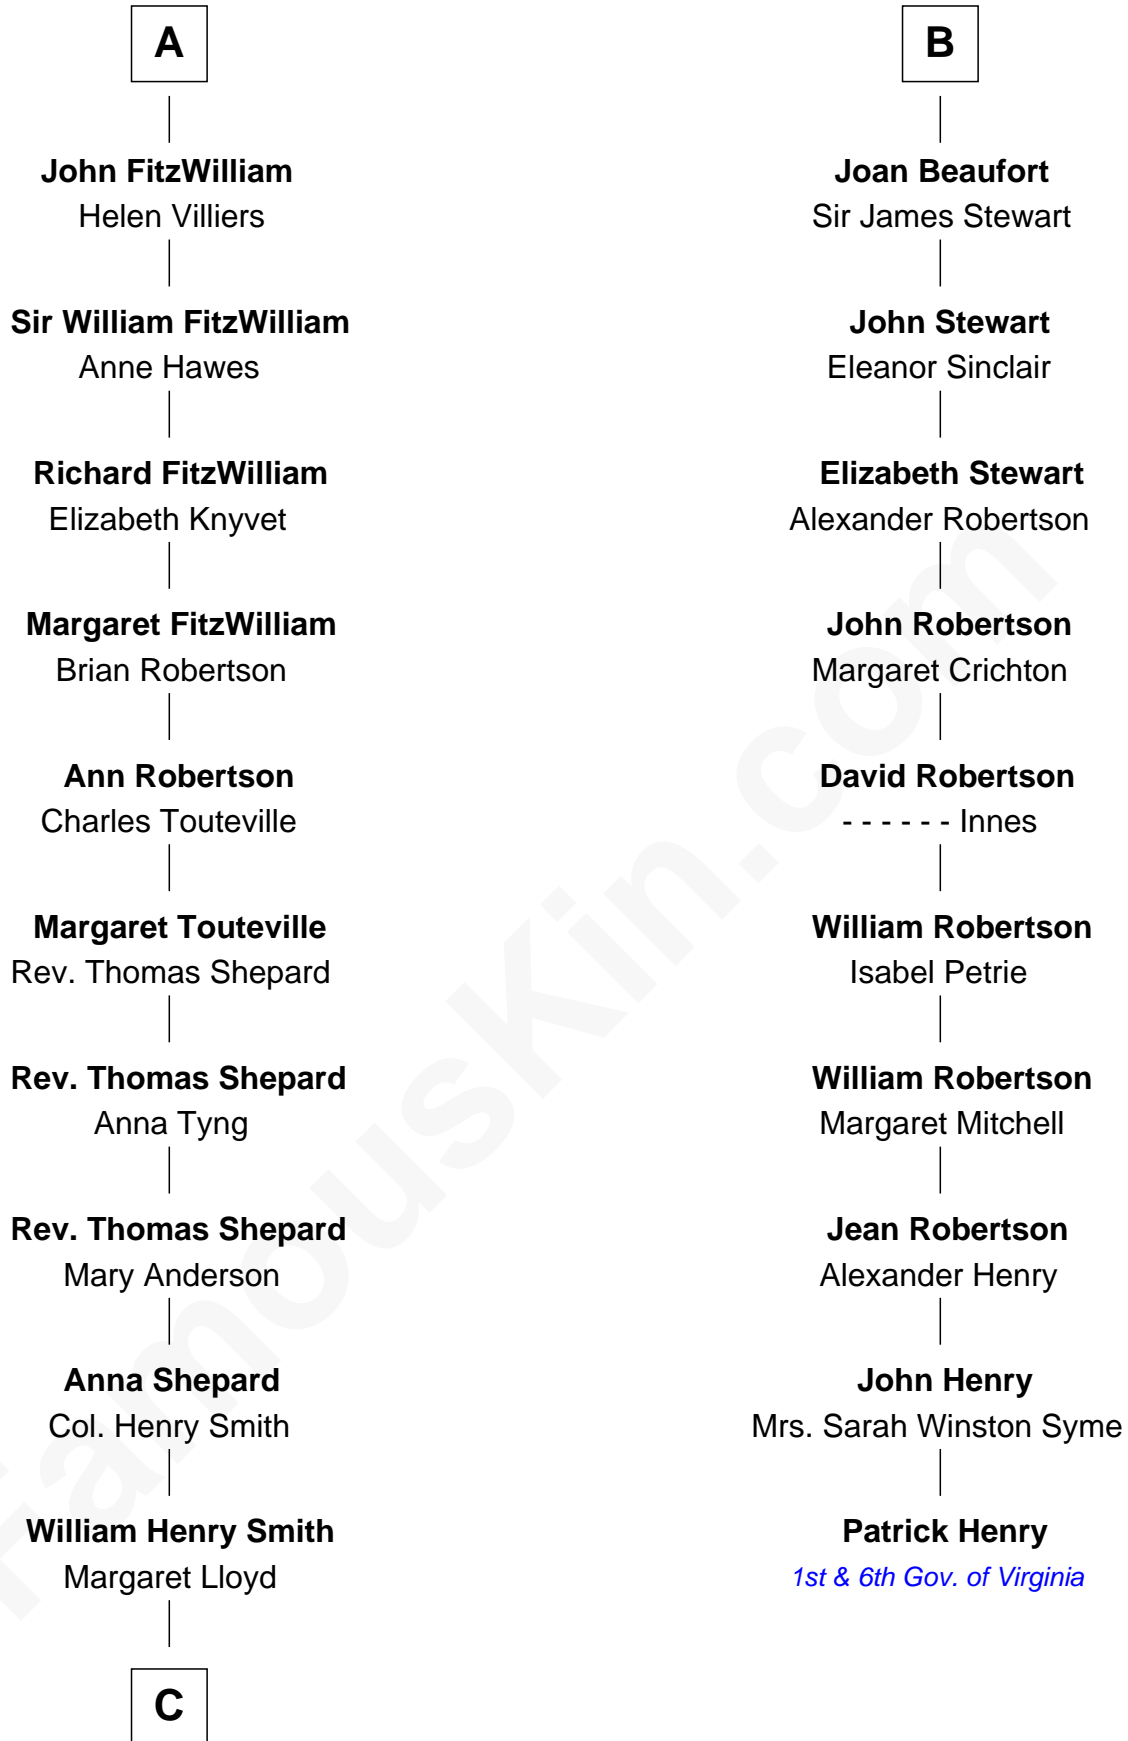 A
John FitzWilliam
Helen Villiers
Sir William FitzWilliam
Anne Hawes
Richard FitzWilliam
Elizabeth Knyvet
Margaret FitzWilliam
Brian Robertson
Ann Robertson
Charles Touteville
Margaret Touteville
Rev. Thomas Shepard
Rev. Thomas Shepard
Anna Tyng
Rev. Thomas Shepard
Mary Anderson
Anna Shepard
Col. Henry Smith
William Henry Smith
Margaret Lloyd
C
B
Joan Beaufort
Sir James Stewart
John Stewart
Eleanor Sinclair
Elizabeth Stewart
Alexander Robertson
John Robertson
Margaret Crichton
David Robertson
- - - - - - Innes
William Robertson
Isabel Petrie
William Robertson
Margaret Mitchell
Jean Robertson
Alexander Henry
John Henry
Mrs. Sarah Winston Syme
Patrick Henry
1st & 6th Gov. of Virginia
FamousKin.com